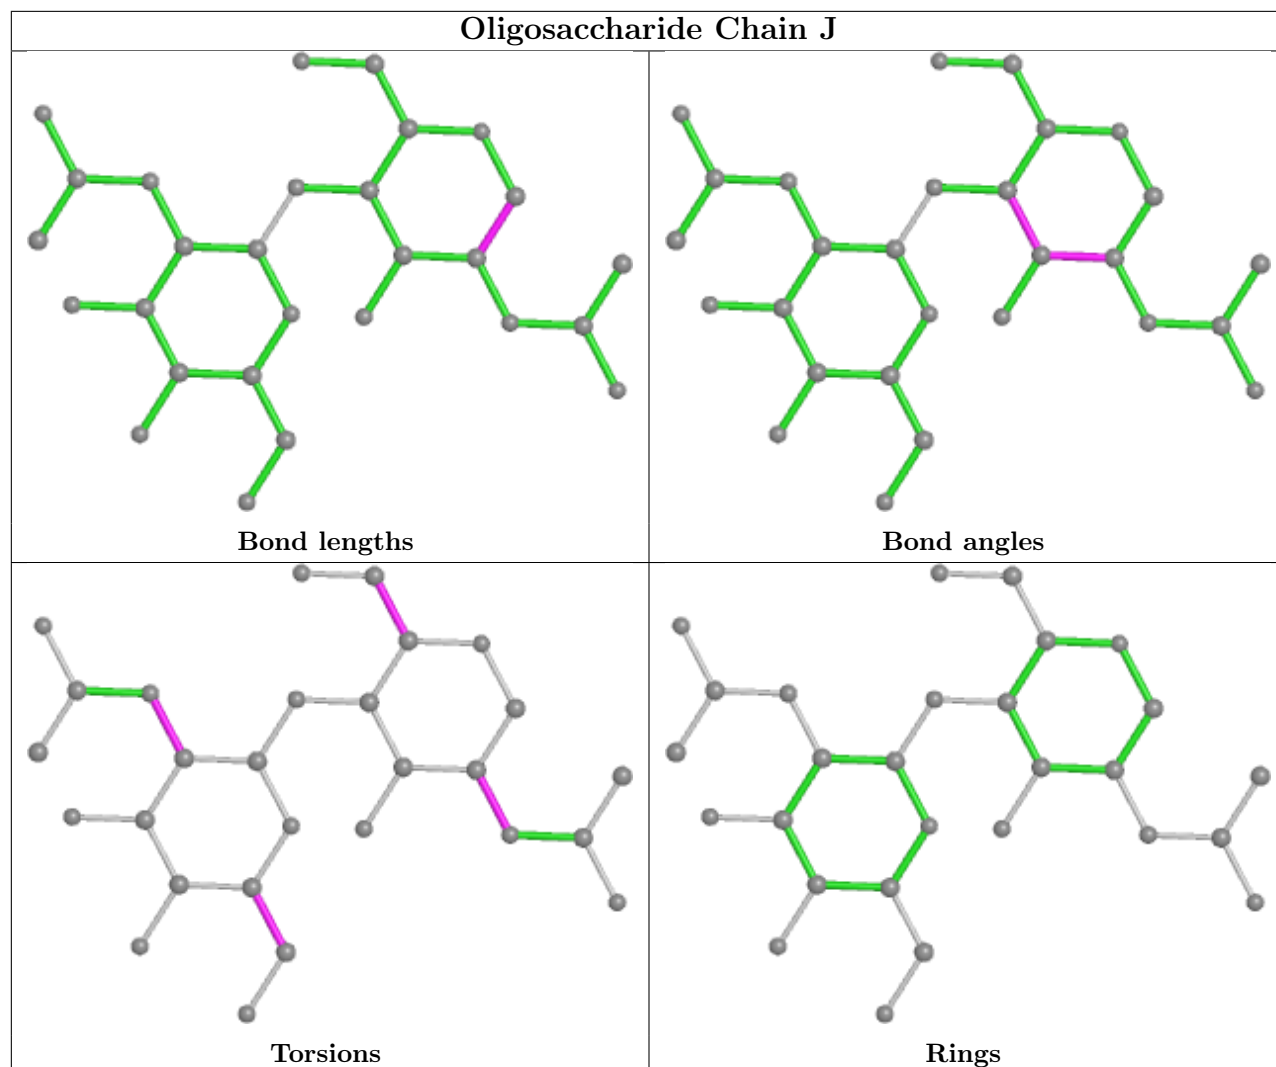 Oligosaccharide Chain J
Bond lengths
Bond angles
Torsions
Rings